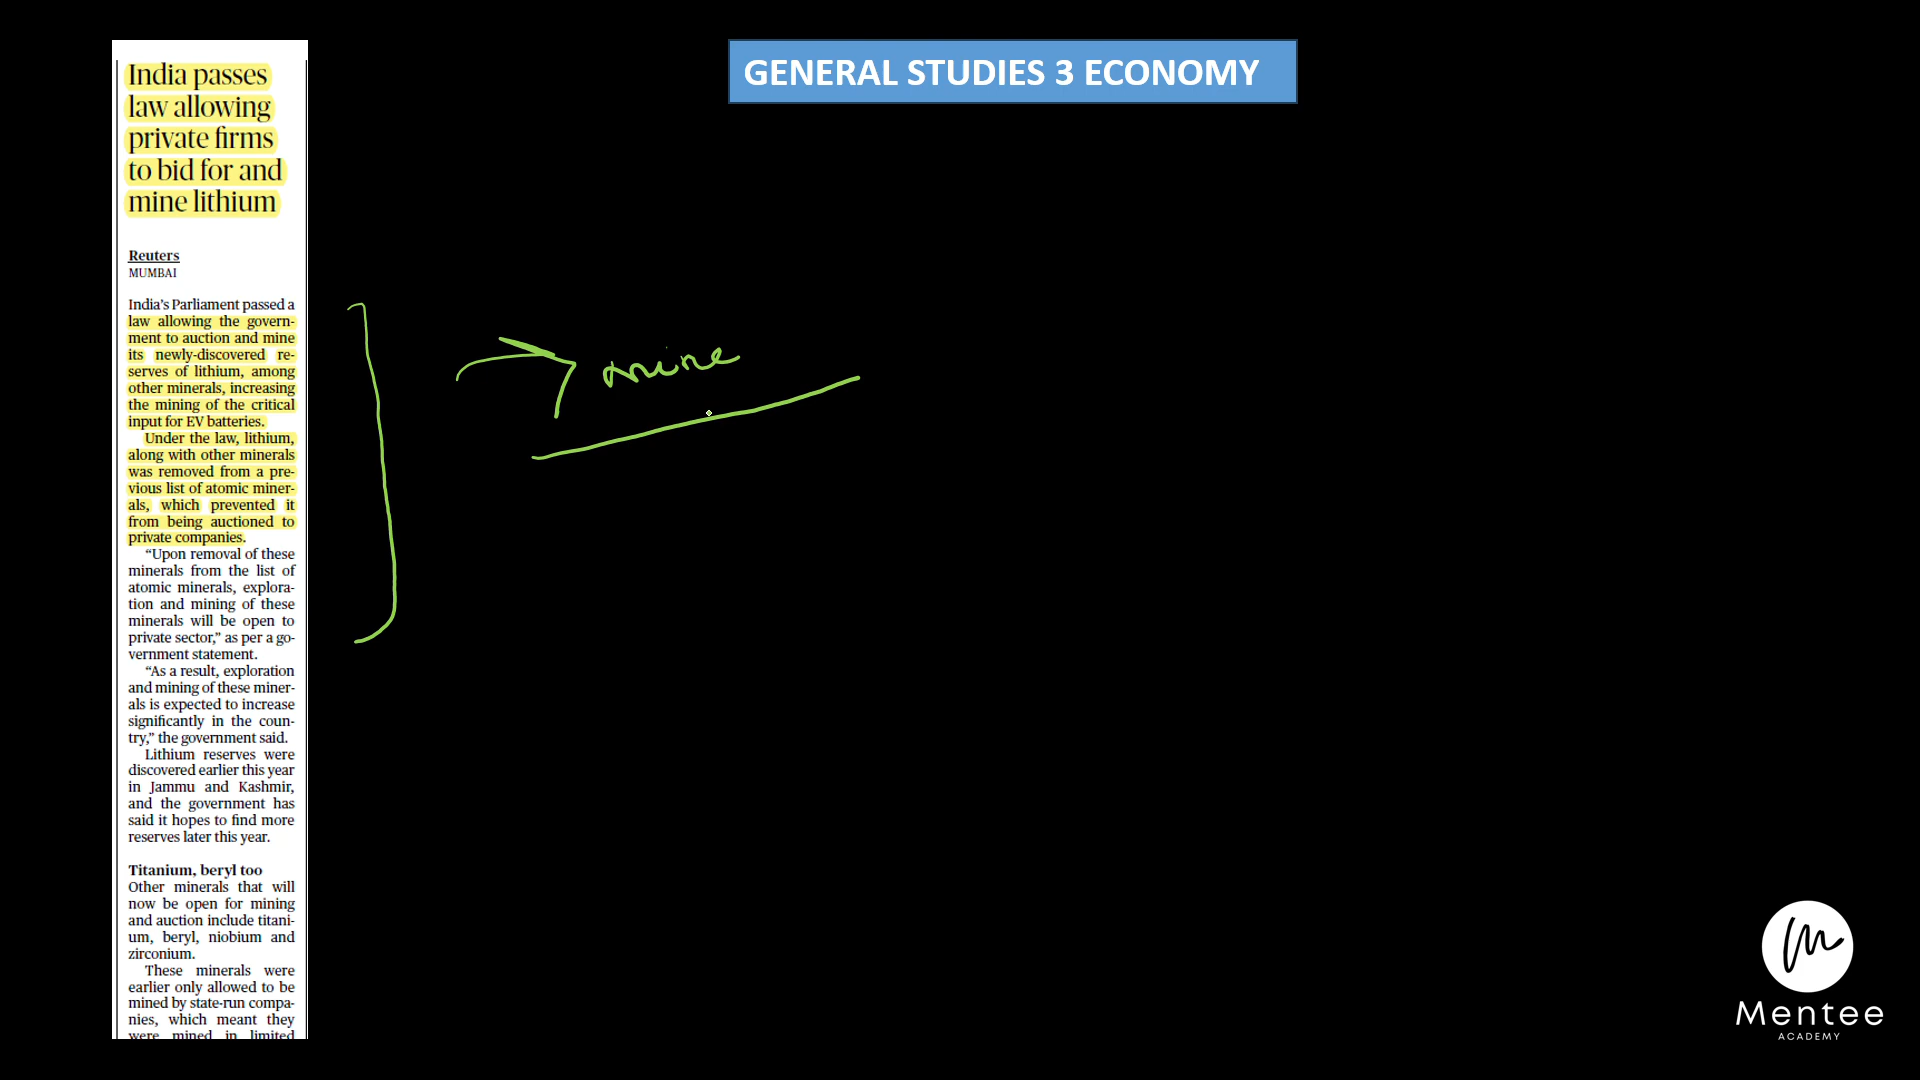 India passes
law allowing
private firms
to bid for and
mine lithium
Reuters
MUMBAI
India's Parliament passed a
law allowing the govern-
ment to auction and mine
its newly-discovered re-
serves of lithium, among
other minerals, increasing
the mining of the critical
input for EV batteries.
Under the law, lithium,
along with other minerals
was removed from a pre-
vious list of atomic miner-
als, which prevented it
from being auctioned to
private companies.
“Upon removal of these
minerals from the list of
atomic minerals, explora-
tion and mining of these
minerals will be open to
private sector,” as per a go-
vernment statement.
“As a result, exploration
and mining of these miner-
als is expected to increase
significantly in the coun-
try,” the government said.
Lithium reserves were
discovered earlier this year
in Jammu and Kashmir,
and the government has
said it hopes to find more
reserves later this year.
Titanium, beryl too
Other minerals that will
now be open for mining
and auction include titani-
um, beryl, niobium and
zirconium.
These minerals were
earlier only allowed to be
mined by state-run compa-
nies, which meant they
were mined in limited
GENERAL STUDIES 3 ECONOMY
mine
Mentee
ACADEMY